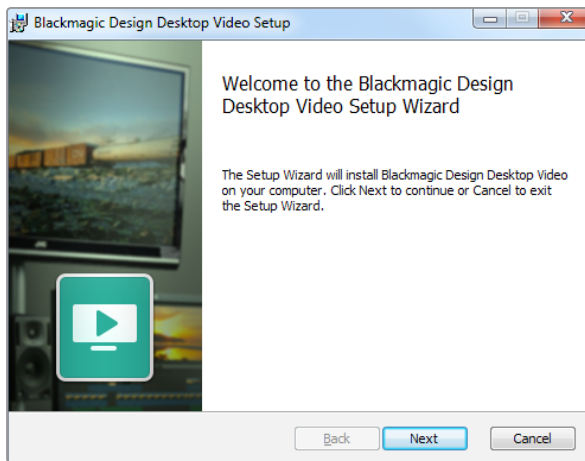 Blackmagic Design Desktop Video Setup
Welcome to the Blackmagic Design
Desktop Video Setup Wizard
The Setup Wizard will install Blackmagic Design Desktop Video
on your computer. Click Next to continue or Cancel to exit
the Setup Wizard.
JVC
Back
Next
Cancel